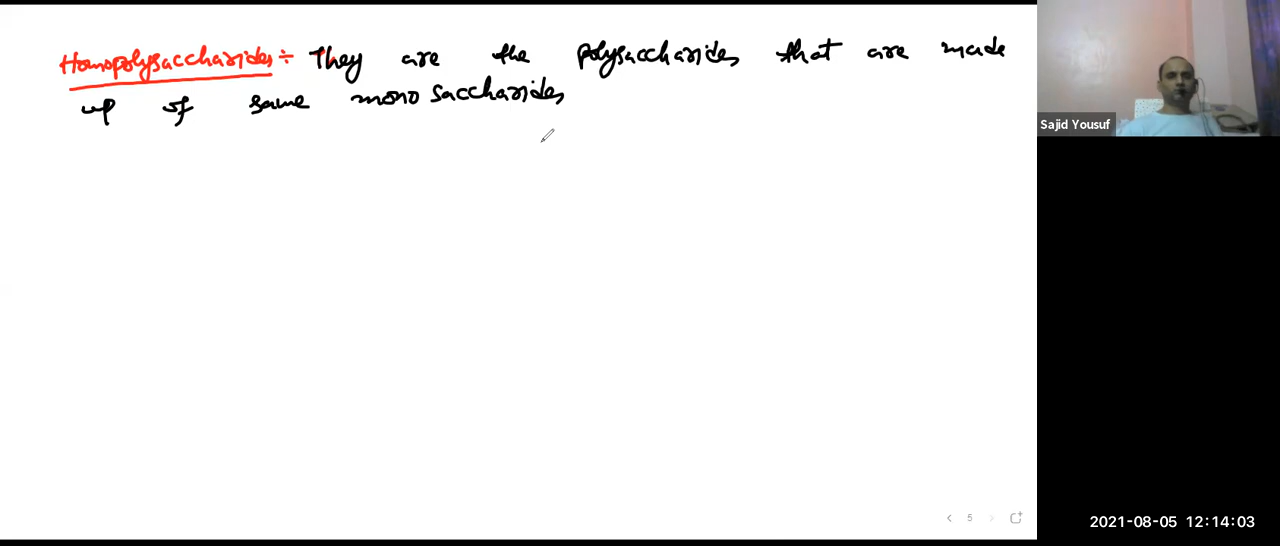 Homopolysaccharides ÷ They are the polysaccharides that are made
up of same mono saccharides
Sajid Yousuf
5
2021-08-05 12:14:03